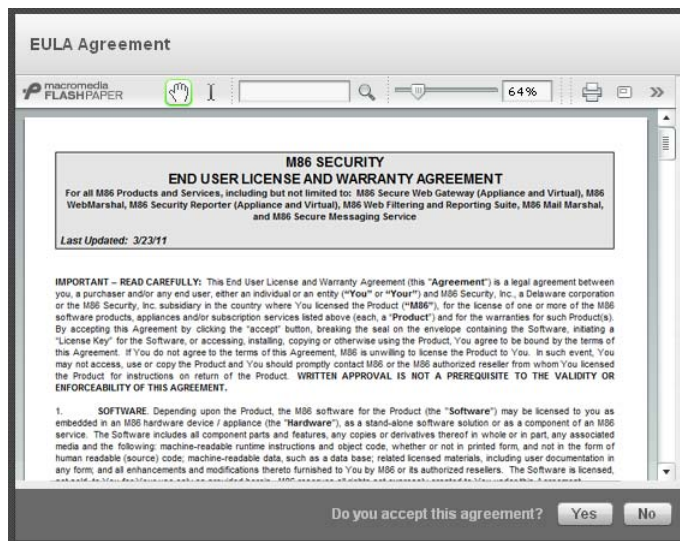 EULA Agreement
macromedia
FLASHPAPER
64%
M86 SECURITY
END USER LICENSE AND WARRANTY AGREEMENT
For all M86 Products and Services, including but not limited to: M86 Secure Web Gateway (Appliance and Virtual), M86
WebMarshal, M86 Security Reporter (Appliance and Virtual), M86 Web Filtering and Reporting Suite, M86 Mail Marshal,
and M86 Secure Messaging Service
Last Updated: 3/23/11
IMPORTANT – READ CAREFULLY: This End User License and Warranty Agreement (this "Agreement") is a legal agreement between
you, a purchaser and/or any end user, either an individual or an entity ("You" or "Your") and M86 Security, Inc., a Delaware corporation
or the M86 Security, Inc. subsidiary in the country where You licensed the Product ("M86"), for the license of one or more of the M86
software products, appliances and/or subscription services listed above (each, a "Product") and for the warranties for such Product(s).
By accepting this Agreement by clicking the "accept" button, breaking the seal on the envelope containing the Software, initiating a
"License Key" for the Software, or accessing, installing, copying or otherwise using the Product, You agree to be bound by the terms of
this Agreement. If You do not agree to the terms of this Agreement, M86 is unwilling to license the Product to You. In such event, You
may not access, use or copy the Product and You should promptly contact M86 or the M86 authorized reseller from whom You licensed
the Product for instructions on return of the Product. WRITTEN APPROVAL IS NOT A PREREQUISITE TO THE VALIDITY OR
ENFORCEABILITY OF THIS AGREEMENT.
1. SOFTWARE. Depending upon the Product, the M86 software for the Product (the "Software") may be licensed to you as
embedded in an M86 hardware device / appliance (the "Hardware"), as a stand-alone software solution or as a component of an M86
service. The Software includes all component parts and features, any copies or derivatives thereof in whole or in part, any associated
media and the following: machine-readable runtime instructions and object code, whether or not in printed form, and not in the form of
human readable (source) code; machine-readable data, such as a data base; related licensed materials, including user documentation in
any form; and all enhancements and modifications thereto furnished to You by M86 or its authorized resellers. The Software is licensed,
Do you accept this agreement? Yes No